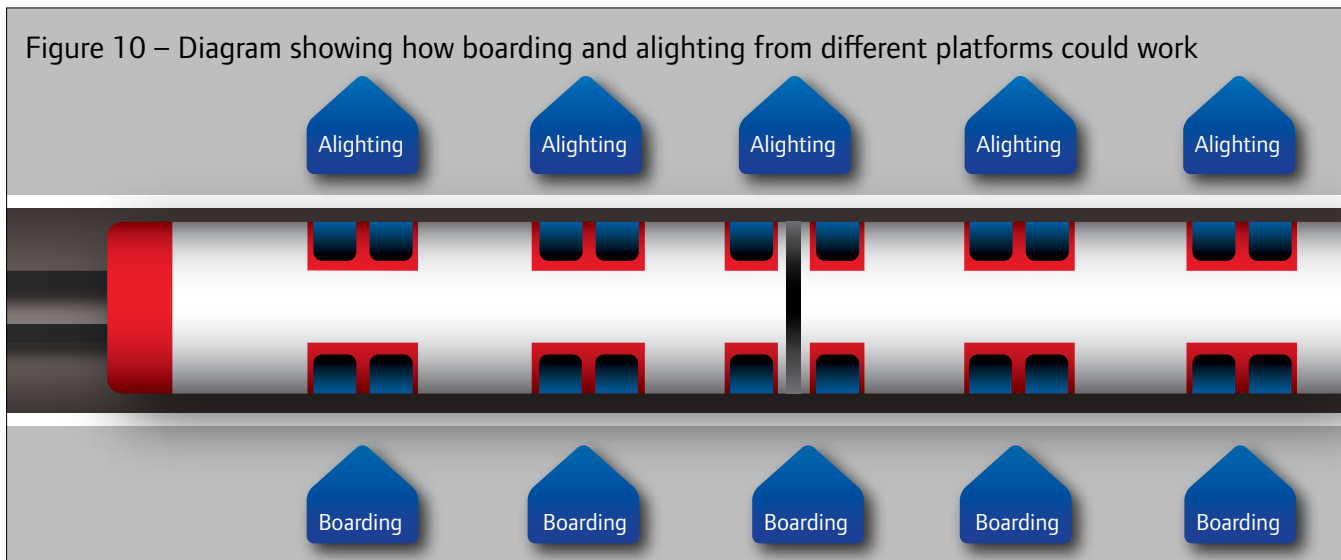 Figure 10 – Diagram showing how boarding and alighting from different platforms could work
Alighting Alighting Alighting Alighting Alighting
Boarding Boarding Boarding Boarding Boarding